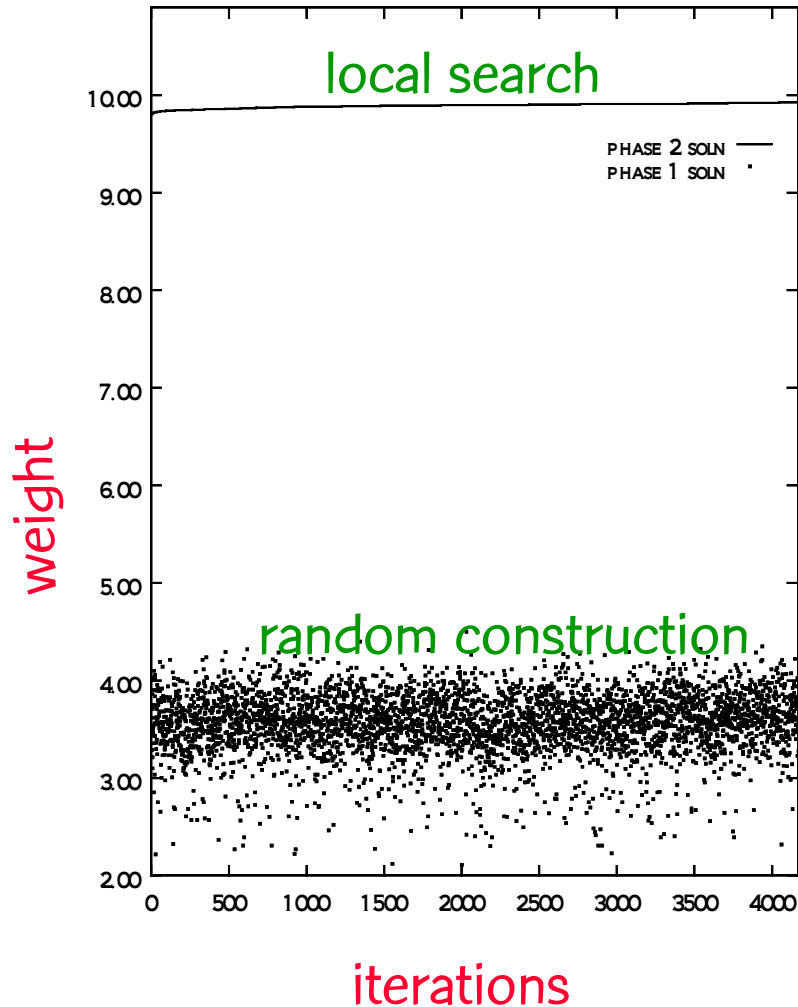 local search
10.00
PHASE 2 SOLN
PHASE 1 SOLN
9.00
8.00
7.00
weight
6.00
5.00
random construction
4.00
3.00
2.00
0 500 1000 1500 2000 2500 3000 3500 4000
iterations